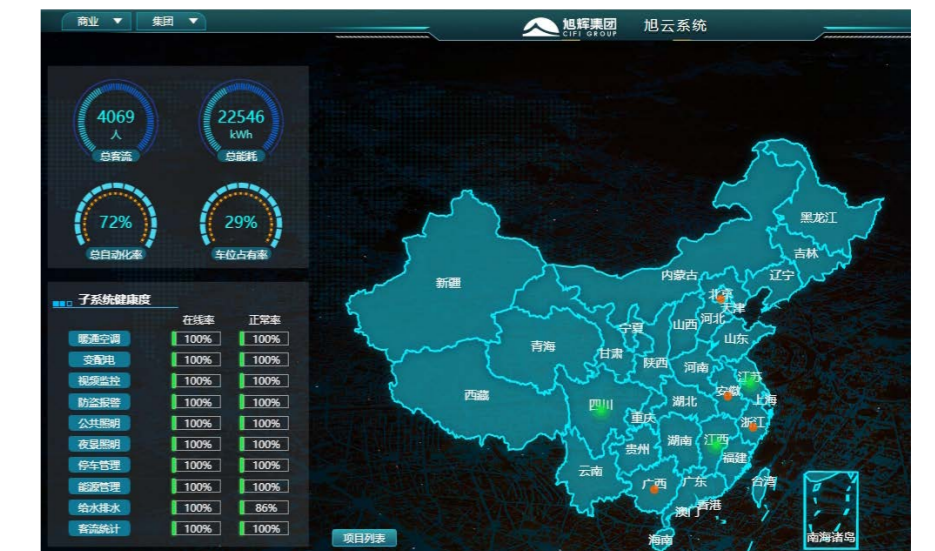 商业 ▼
集团 ▼
旭辉集团
CIFI GROUP
旭云系统
4069
人
总客流
22546
kWh
总能耗
72%
总自动化率
29%
车位占有率
子系统健康度
在线率 正常率
暖通空调 100% 100%
变配电 100% 100%
视频监控 100% 100%
防盗报警 100% 100%
公共照明 100% 100%
夜景照明 100% 100%
停车管理 100% 100%
能源管理 100% 100%
给水排水 100% 86%
客流统计 100% 100%
项目列表
黑龙江
吉林
辽宁
内蒙古
新疆
北京
天津
河北
山西
山东
宁夏
青海
甘肃
陕西
河南
江苏
西藏
安徽
上海
四川
湖北
重庆
浙江
湖南
江西
贵州
福建
云南
广西
广东
台湾
香港
澳门
海南
南海诸岛